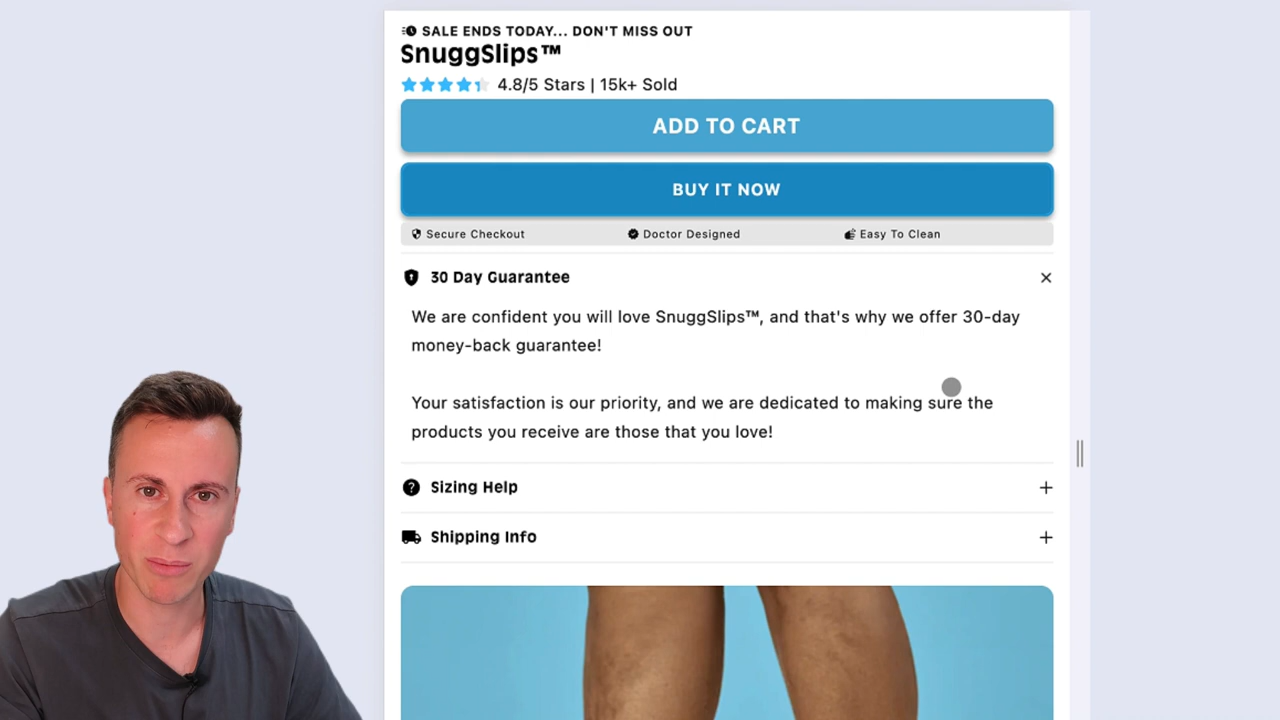 SALE ENDS TODAY... DON'T MISS OUT
SnuggSlips™
4.8/5 Stars | 15k+ Sold
ADD TO CART
BUY IT NOW
Secure Checkout
Doctor Designed
Easy To Clean
30 Day Guarantee
We are confident you will love SnuggSlips™, and that's why we offer 30-day
money-back guarantee!
Your satisfaction is our priority, and we are dedicated to making sure the
products you receive are those that you love!
Sizing Help
Shipping Info